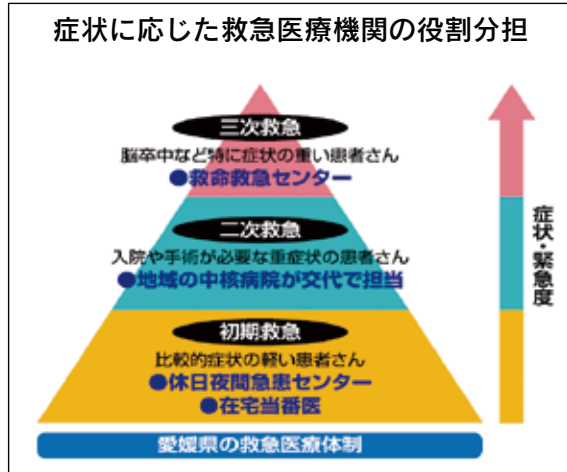 症状に応じた救急医療機関の役割分担
三次救急
脳卒中など特に症状の重い患者さん
●救命救急センター
二次救急
入院や手術が必要な重症状の患者さん
●地域の中核病院が交代で担当
初期救急
比較的症状の軽い患者さん
●休日夜間急患センター
●在宅当番医
症状・緊急度
愛媛県の救急医療体制